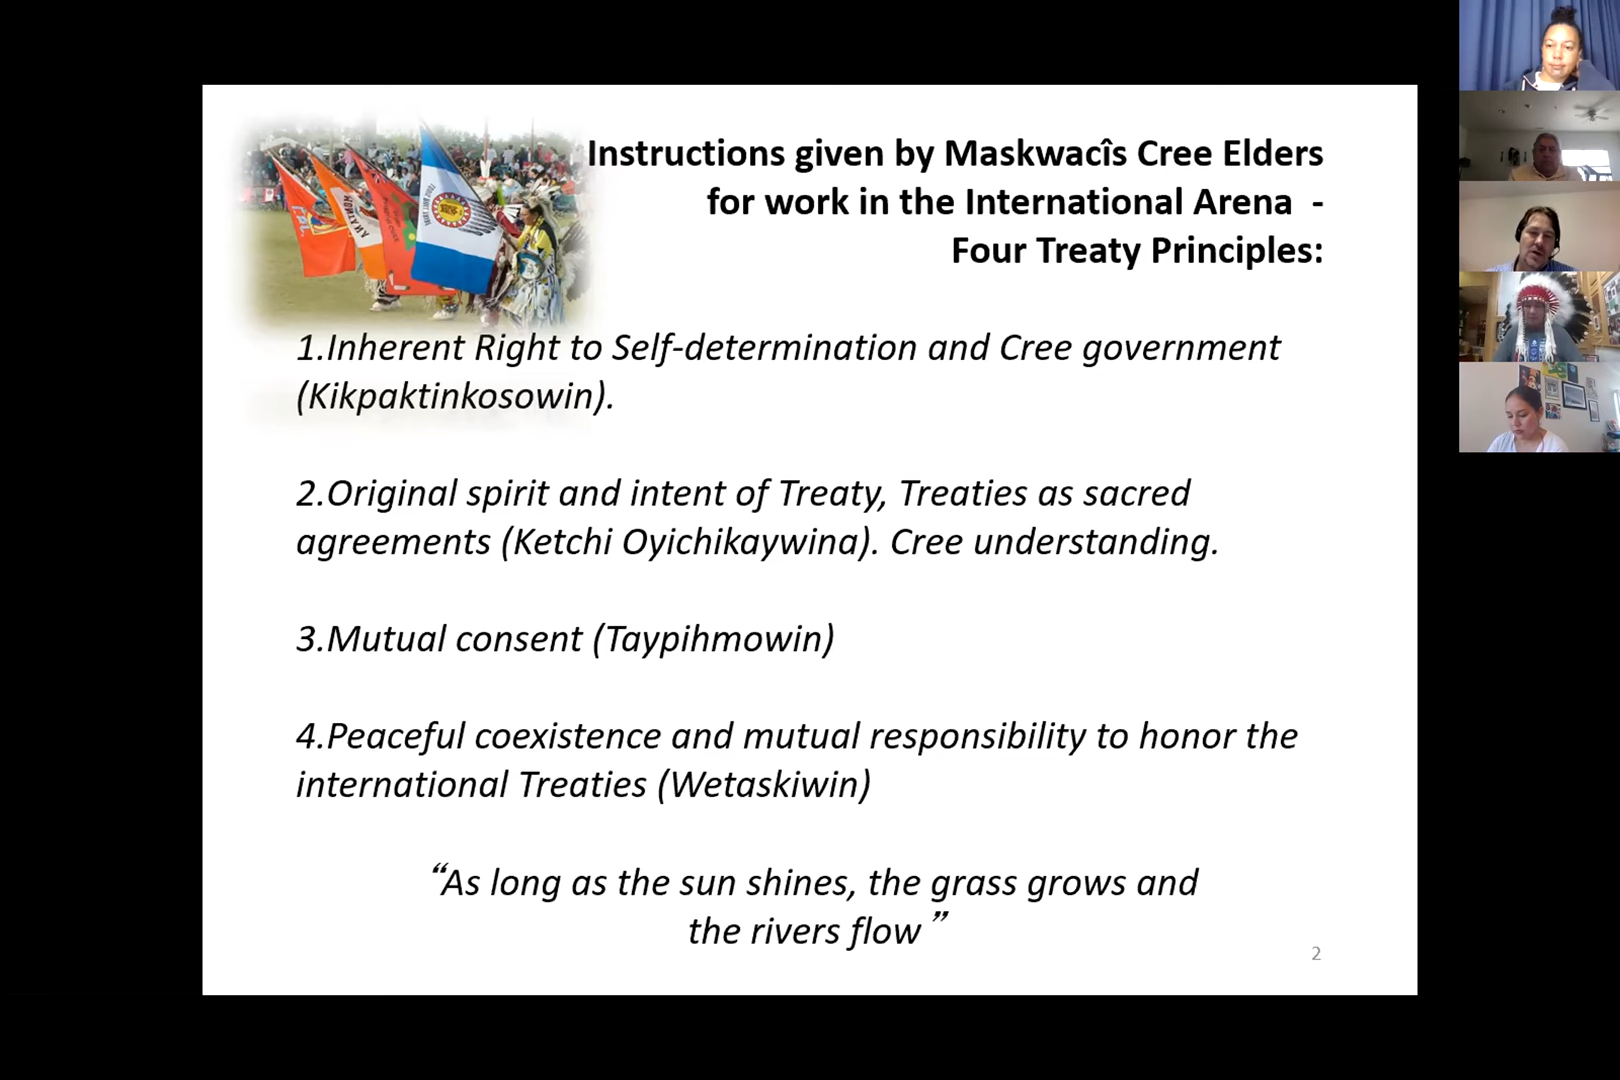 Instructions given by Maskwacîs Cree Elders
for work in the International Arena -
Four Treaty Principles:
1.Inherent Right to Self-determination and Cree government
(Kikpaktinkosowin).
2.Original spirit and intent of Treaty, Treaties as sacred
agreements (Ketchi Oyichikaywina). Cree understanding.
3.Mutual consent (Taypihmowin)
4.Peaceful coexistence and mutual responsibility to honor the
international Treaties (Wetaskiwin)
“As long as the sun shines, the grass grows and
the rivers flow ”
2